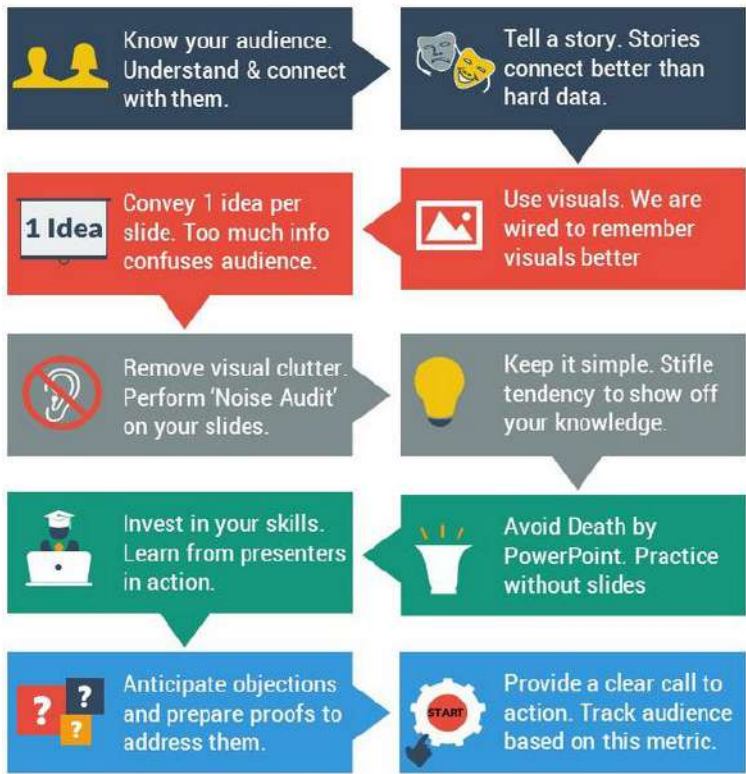 Know your audience.
Understand & connect
with them.
Tell a story. Stories
connect better than
hard data.
Use visuals. We are
wired to remember
visuals better
1 Idea
Convey 1 idea per
slide. Too much info
confuses audience.
Remove visual clutter.
Perform ‘Noise Audit’
on your slides.
Keep it simple. Stifle
tendency to show off
your knowledge.
Avoid Death by
PowerPoint. Practice
without slides
Invest in your skills.
Learn from presenters
in action.
? ? ?
Anticipate objections
and prepare proofs to
address them.
START
Provide a clear call to
action. Track audience
based on this metric.